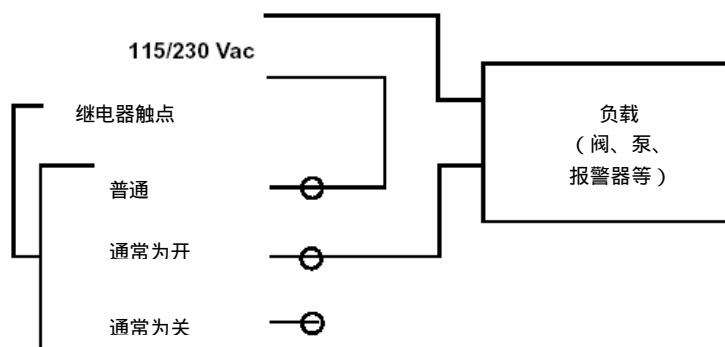 115/230 Vac
继电器触点
负载
（阀、泵、
报警器等）
普通
通常为开
通常为关